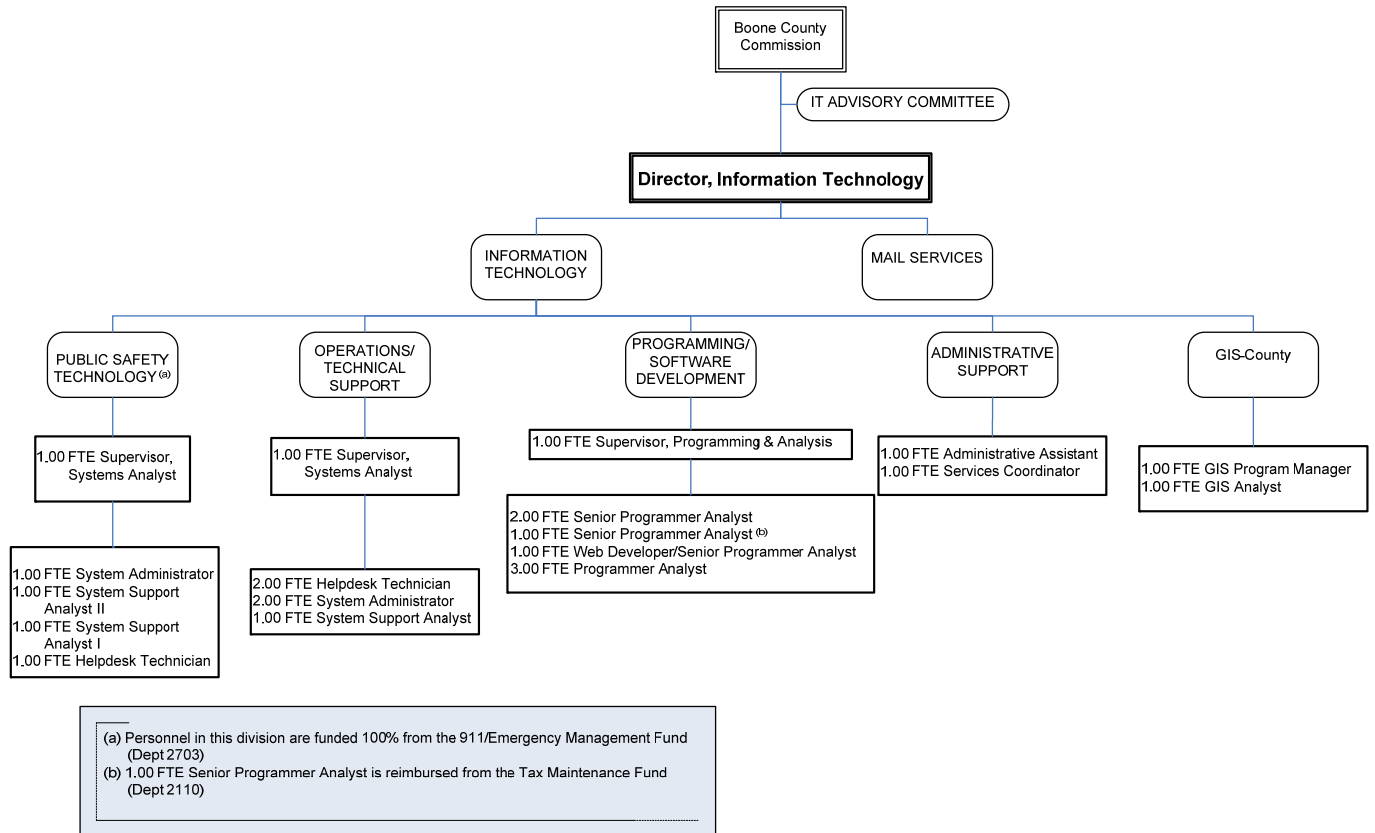 Boone County
Commission
IT ADVISORY COMMITTEE
Director, Information Technology
INFORMATION
TECHNOLOGY
MAIL SERVICES
PUBLIC SAFETY
TECHNOLOGY (a)
OPERATIONS/
TECHNICAL
SUPPORT
PROGRAMMING/
SOFTWARE
DEVELOPMENT
ADMINISTRATIVE
SUPPORT
GIS-County
1.00 FTE Supervisor,
Systems Analyst
1.00 FTE Supervisor,
Systems Analyst
1.00 FTE Supervisor, Programming & Analysis
1.00 FTE Administrative Assistant
1.00 FTE Services Coordinator
1.00 FTE GIS Program Manager
1.00 FTE GIS Analyst
1.00 FTE System Administrator
1.00 FTE System Support
Analyst II
1.00 FTE System Support
Analyst I
1.00 FTE Helpdesk Technician
2.00 FTE Helpdesk Technician
2.00 FTE System Administrator
1.00 FTE System Support Analyst
2.00 FTE Senior Programmer Analyst
1.00 FTE Senior Programmer Analyst (b)
1.00 FTE Web Developer/Senior Programmer Analyst
3.00 FTE Programmer Analyst
(a) Personnel in this division are funded 100% from the 911/Emergency Management Fund
(Dept 2703)
(b) 1.00 FTE Senior Programmer Analyst is reimbursed from the Tax Maintenance Fund
(Dept 2110)